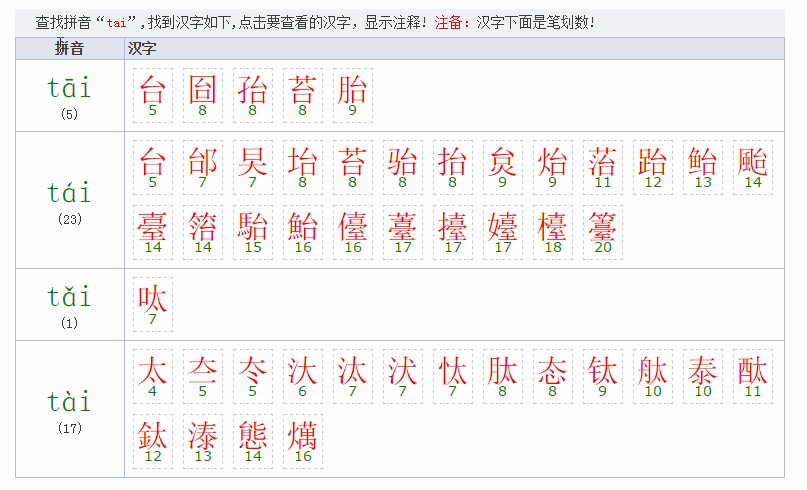 查找拼音“tai”,找到汉字如下,点击要查看的汉字，显示注释! 注备: 汉字下面是笔划数!
拼音 汉字
tāi
(5)
台 囼 孡 苔 胎
5 8 8 8 9
tái
(23)
台 邰 旲 坮 苔 骀 抬 炱 炲 菭 跆 鲐 颱
5 7 7 8 8 8 8 9 9 11 12 13 14
臺 箈 駘 鮐 儓 薹 擡 嬯 檯 籉
14 14 15 16 16 17 17 17 18 20
tǎi
(1)
呔
7
tài
(17)
太 冭 夳 忲 汰 汏 肽 态 钛 舦 泰 酞
4 5 5 6 7 7 7 8 8 9 10 10 11
鈦 溙 態 燤
12 13 14 16